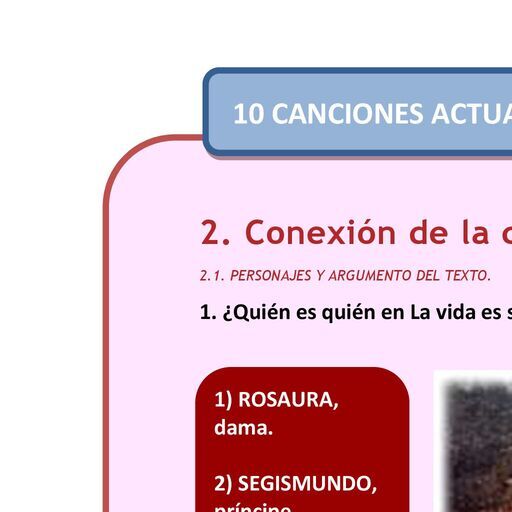 10 CANCIONES ACTUA
2. Conexión de la
2.1. PERSONAJES Y ARGUMENTO DEL TEXTO.
1. ¿Quién es quién en La vida es s
1) ROSAURA,
dama.
2) SEGISMUNDO,
príncipe